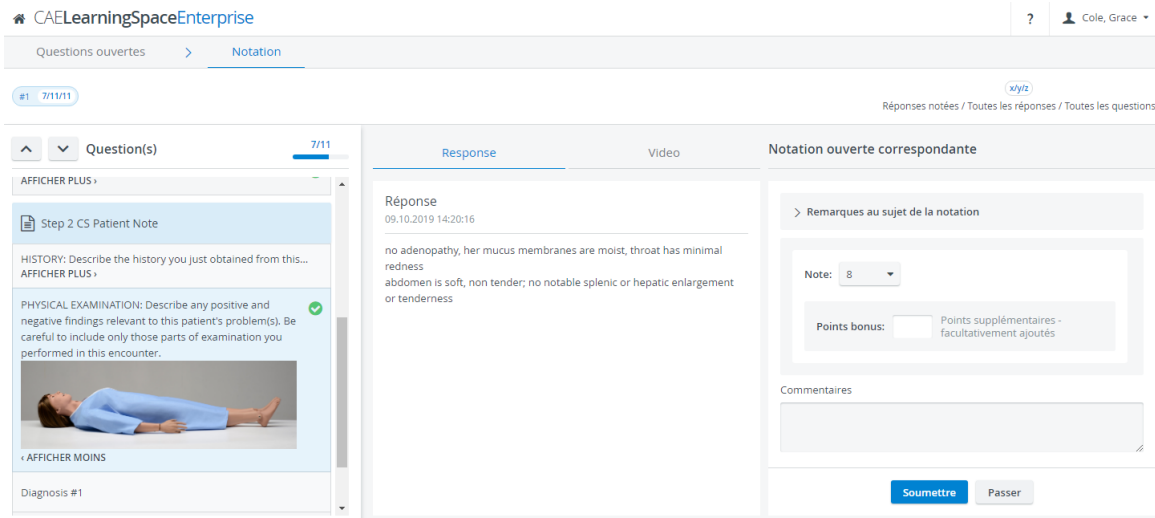 CAELearningSpaceEnterprise
?
Cole, Grace
Questions ouvertes
Notation
#1 7/11/11
x/y/z
Réponses notées / Toutes les réponses / Toutes les questions
Question(s)
7/11
AFFICHER PLUS ›
Step 2 CS Patient Note
HISTORY: Describe the history you just obtained from this...
AFFICHER PLUS ›
PHYSICAL EXAMINATION: Describe any positive and
negative findings relevant to this patient's problem(s). Be
careful to include only those parts of examination you
performed in this encounter.
‹ AFFICHER MOINS
Diagnosis #1
Response
Video
Réponse
09.10.2019 14:20:16
no adenopathy, her mucus membranes are moist, throat has minimal
redness
abdomen is soft, non tender; no notable splenic or hepatic enlargement
or tenderness
Notation ouverte correspondante
Remarques au sujet de la notation
Note: 8
Points bonus:
Points supplémentaires -
facultativement ajoutés
Commentaires
Soumettre
Passer